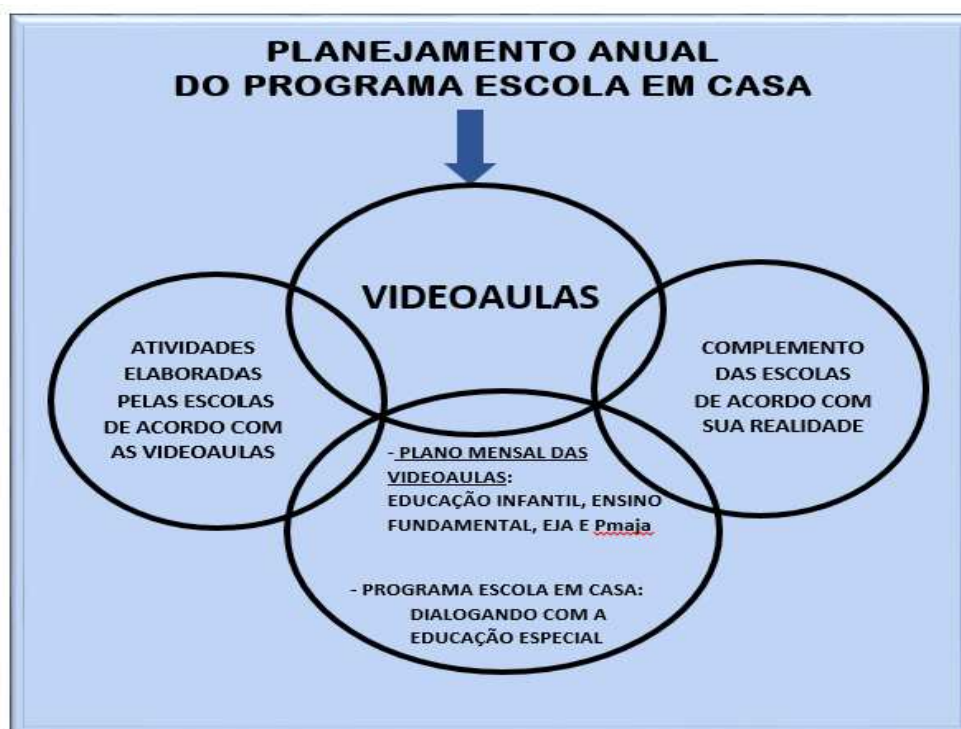 PLANEJAMENTO ANUAL
DO PROGRAMA ESCOLA EM CASA
VIDEOAULAS
ATIVIDADES
ELABORADAS
PELAS ESCOLAS
DE ACORDO COM
AS VIDEOAULAS
COMPLEMENTO
DAS ESCOLAS
DE ACORDO COM
SUA REALIDADE
- PLANO MENSAL DAS
VIDEOAULAS:
EDUCAÇÃO INFANTIL, ENSINO
FUNDAMENTAL, EJA E Pmaja
- PROGRAMA ESCOLA EM CASA:
DIALOGANDO COM A
EDUCAÇÃO ESPECIAL